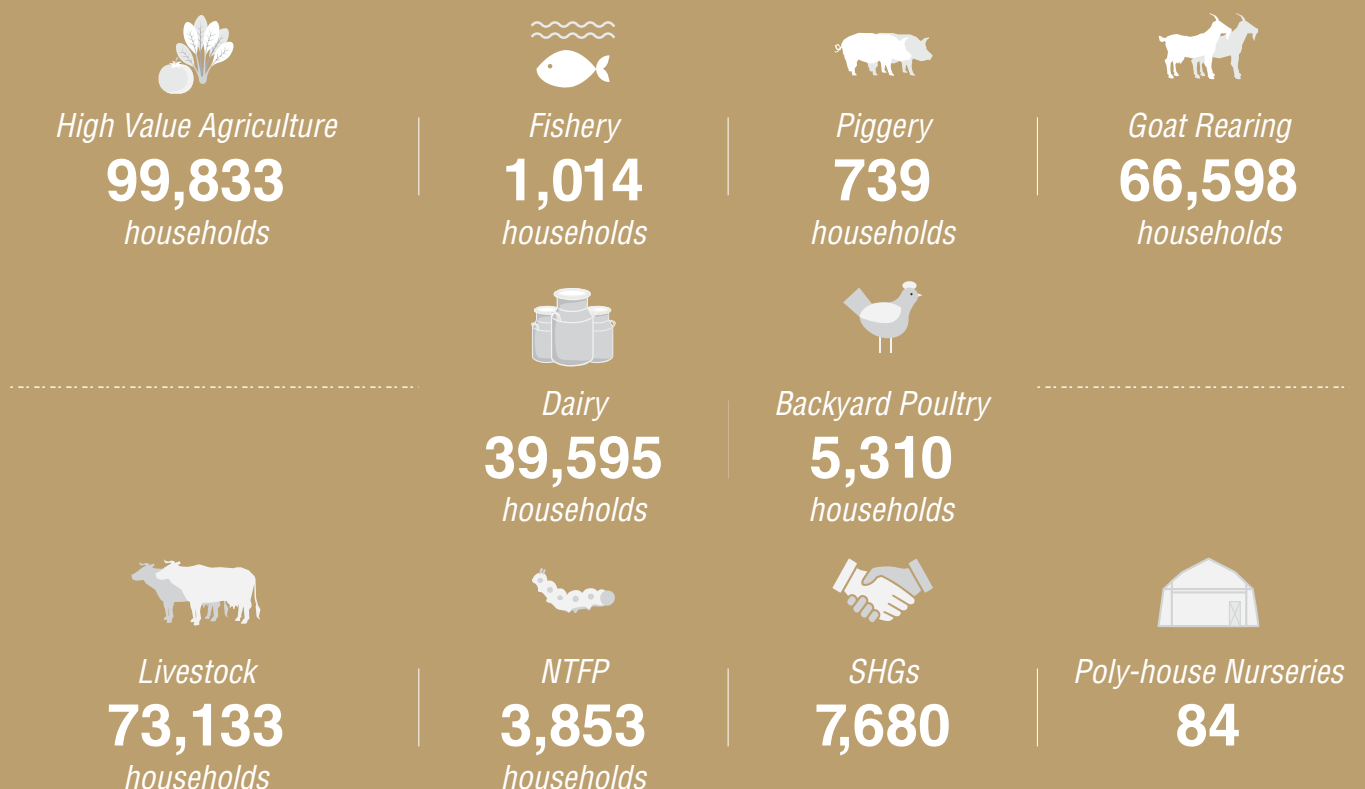 High Value Agriculture
99,833
households
Fishery
1,014
households
Piggery
739
households
Goat Rearing
66,598
households
Dairy
39,595
households
Backyard Poultry
5,310
households
Livestock
73,133
households
NTFP
3,853
households
SHGs
7,680
Poly-house Nurseries
84